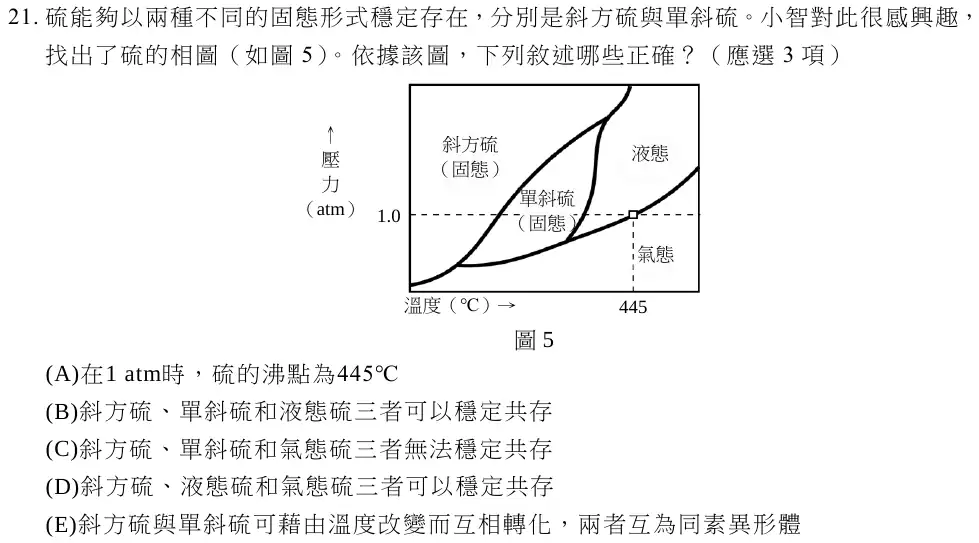 21. 硫能夠以兩種不同的固態形式穩定存在，分別是斜方硫與單斜硫。小智對此很感興趣，
找出了硫的相圖（如圖 5）。依據該圖，下列敘述哪些正確？（應選 3 項）
↑
壓
力
（atm）
1.0
斜方硫
（固態）
單斜硫
（固態）
液態
氣態
溫度（℃）→
445
圖 5
(A)在1 atm時，硫的沸點為445℃
(B)斜方硫、單斜硫和液態硫三者可以穩定共存
(C)斜方硫、單斜硫和氣態硫三者無法穩定共存
(D)斜方硫、液態硫和氣態硫三者可以穩定共存
(E)斜方硫與單斜硫可藉由溫度改變而互相轉化，兩者互為同素異形體